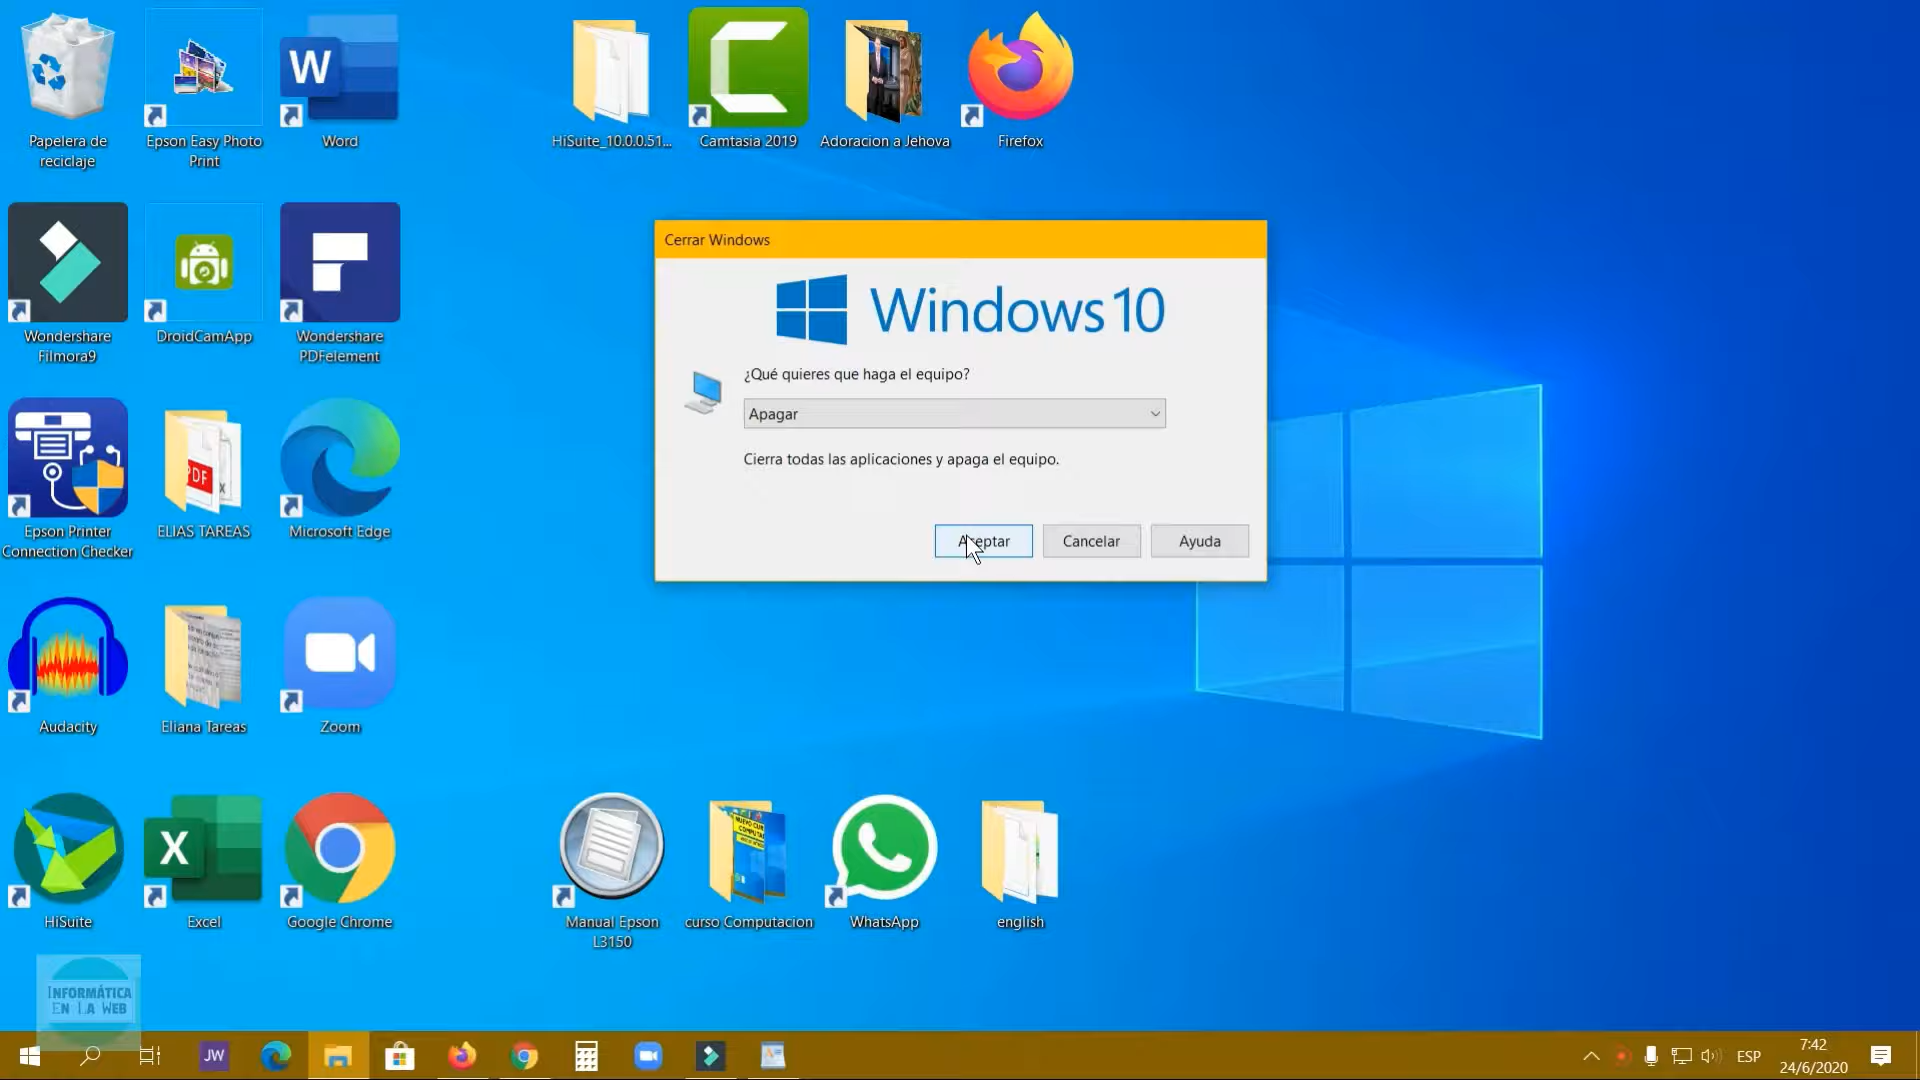 Papelera de
reciclaje
Epson Easy Photo
Print
W
Word
HiSuite_10.0.0.51...
Camtasia 2019
Adoracion a Jehova
Firefox
Wondershare
Filmora9
DroidCamApp
Wondershare
PDFelement
Cerrar Windows
Windows 10
¿Qué quieres que haga el equipo?
Apagar
Cierra todas las aplicaciones y apaga el equipo.
Aceptar
Cancelar
Ayuda
Epson Printer
Connection Checker
PDF
ELIAS TAREAS
Microsoft Edge
Audacity
Eliana Tareas
Zoom
HiSuite
X
Excel
Google Chrome
Manual Epson
L3150
curso Computacion
WhatsApp
english
INFORMÁTICA
EN LA WEB
JW
ESP
7:42
24/6/2020